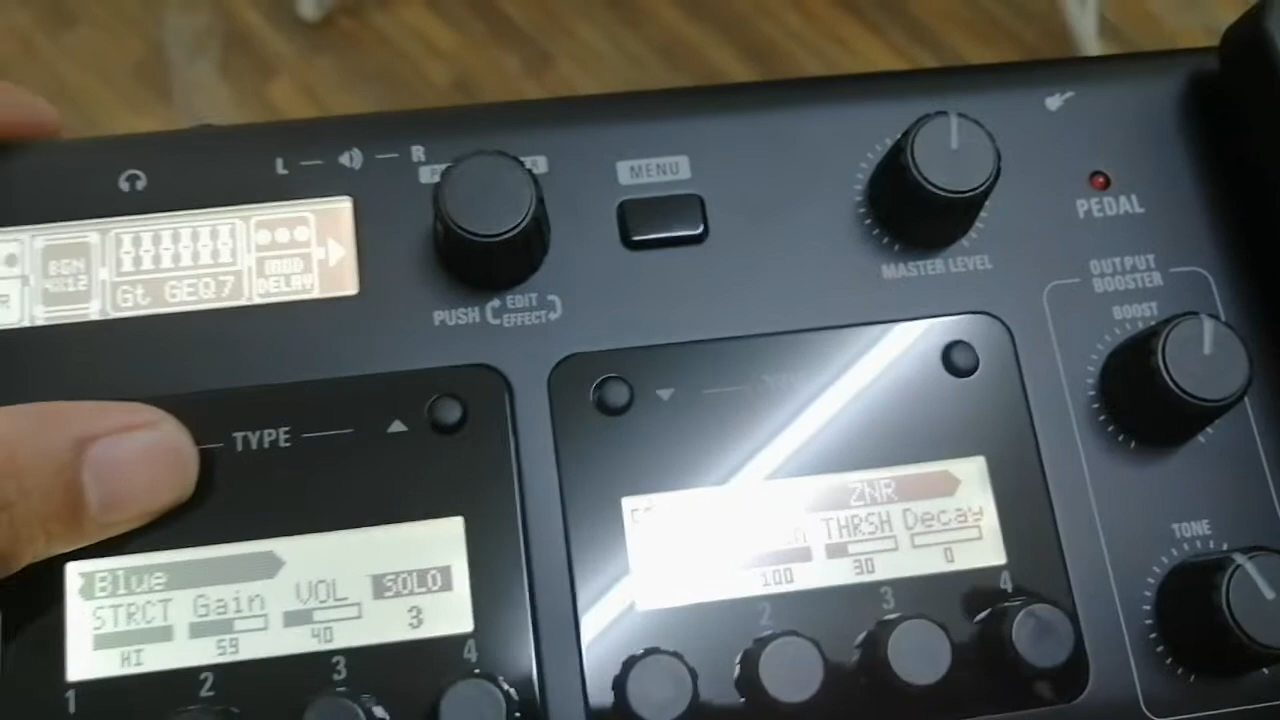 L R
MENU
BGN
4X12
Gt GEQ7
MOD
DELAY
PUSH EDIT
EFFECT
MASTER LEVEL
PEDAL
OUTPUT
BOOSTER
BOOST
TONE
TYPE
Blue
STRCT Gain VOL SOLO
HI 59 40 3
1 2 3 4
ZNR
THRSH Decay
100 30 0
2 3 4